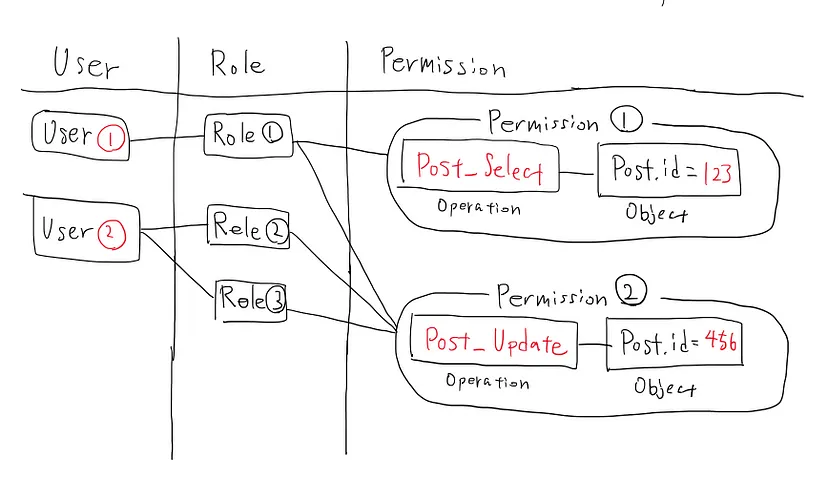 User Role Permission
User ① Role ① Permission ①
Post_Select Post.id = 123
Operation Object
User ② Rele ②
Role ③ Permission ②
Post_Update Post.id = 456
Operation Object